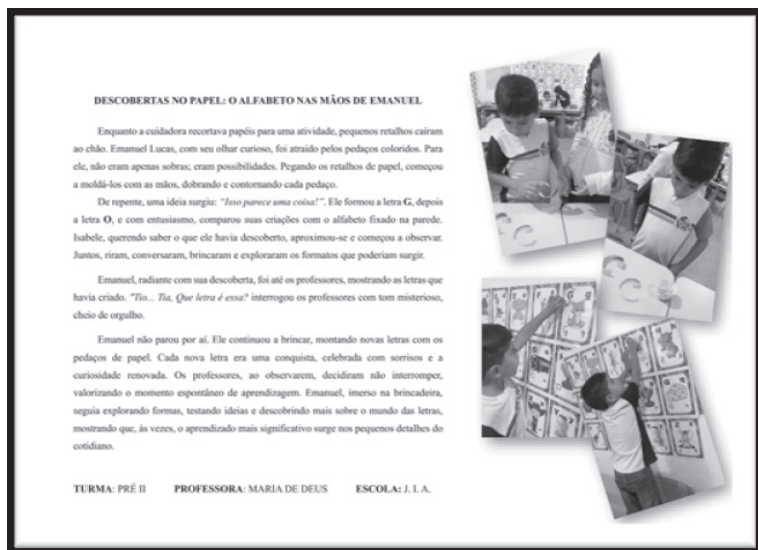 DESCOBERTAS NO PAPEL: O ALFABETO NAS MÃOS DE EMANUEL
Enquanto a cuidadora recortava papéis para uma atividade, pequenos retalhos caíram
ao chão. Emanuel Lucas, com seu olhar curioso, foi atraído pelos pedaços coloridos. Para
ele, não eram apenas sobras; eram possibilidades. Pegando os retalhos de papel, começou
a moldá-los com as mãos, dobrando e contornando cada pedaço.
De repente, uma ideia surgiu: "Isso parece uma coisa!". Ele formou a letra G, depois
a letra O, e com entusiasmo, comparou suas criações com o alfabeto fixado na parede.
Isabele, querendo saber o que ele havia descoberto, aproximou-se e começou a observar.
Juntos, riram, conversaram, brincaram e exploraram os formatos que poderiam surgir.
Emanuel, radiante com sua descoberta, foi até os professores, mostrando as letras que
havia criado. "Tio... Tia, Que letra é essa? interrogou os professores com tom misterioso,
cheio de orgulho.
Emanuel não parou por aí. Ele continuou a brincar, montando novas letras com os
pedaços de papel. Cada nova letra era uma conquista, celebrada com sorrisos e a
curiosidade renovada. Os professores, ao observarem, decidiram não interromper,
valorizando o momento espontâneo de aprendizagem. Emanuel, imerso na brincadeira,
seguia explorando formas, testando ideias e descobrindo mais sobre o mundo das letras,
mostrando que, às vezes, o aprendizado mais significativo surge nos pequenos detalhes do
cotidiano.
TURMA: PRÉ II PROFESSORA: MARIA DE DEUS ESCOLA: J. I. A.